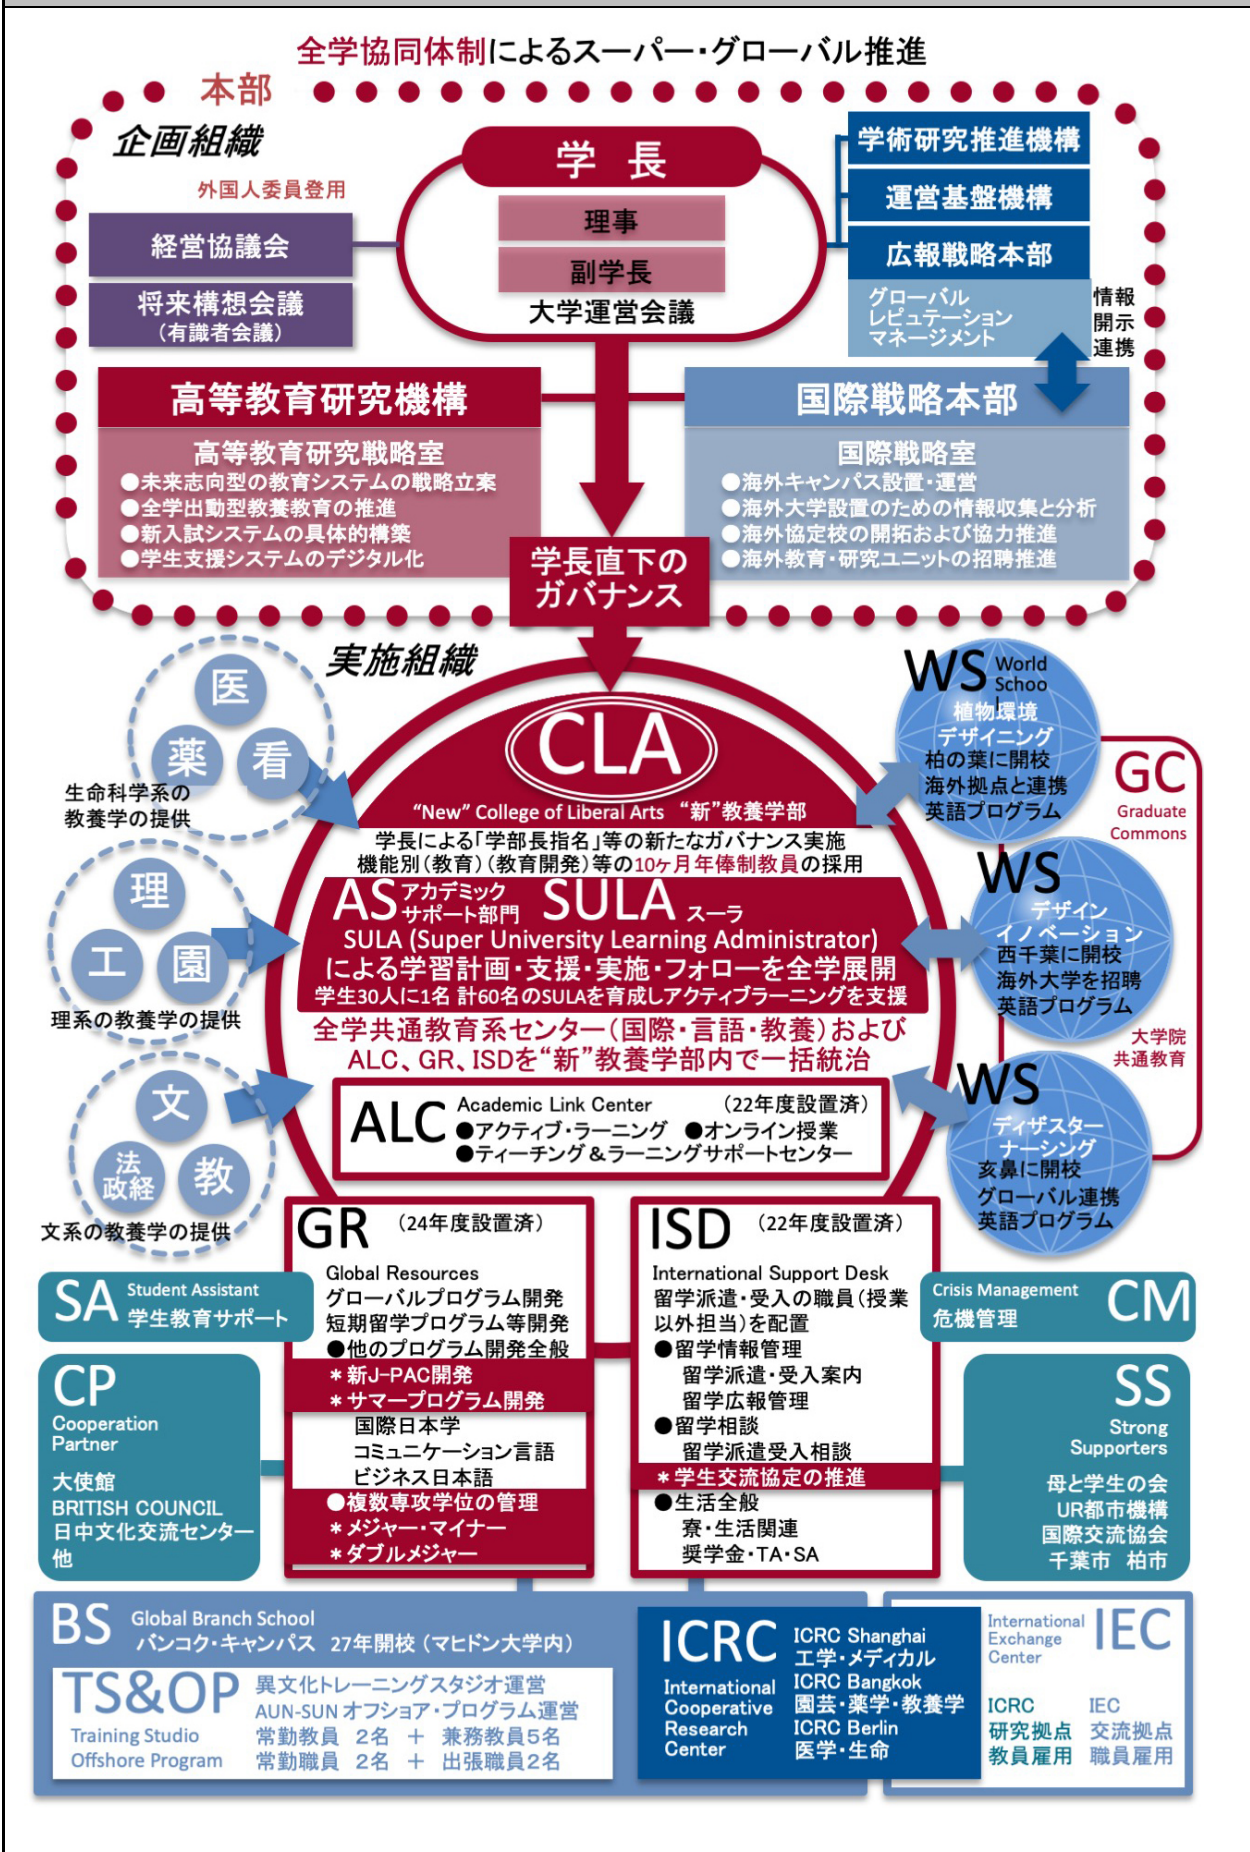 全学協同体制によるスーパー・グローバル推進
本部
企画組織
外国人委員登用
経営協議会
将来構想会議
(有識者会議)
学 長
理事
副学長
大学運営会議
学術研究推進機構
運営基盤機構
広報戦略本部
グローバル
レピュテーション
マネージメント
情報
開示
連携
高等教育研究機構
高等教育研究戦略室
●未来志向型の教育システムの戦略立案
●全学出動型教養教育の推進
●新入試システムの具体的構築
●学生支援システムのデジタル化
国際戦略本部
国際戦略室
●海外キャンパス設置・運営
●海外大学設置のための情報収集と分析
●海外協定校の開拓および協力推進
●海外教育・研究ユニットの招聘推進
学長直下の
ガバナンス
実施組織
医
薬
看
生命科学系の
教養学の提供
理
工
園
理系の教養学の提供
文
法
政経
教
文系の教養学の提供
CLA
“New” College of Liberal Arts “新”教養学部
学長による「学部長指名」等の新たなガバナンス実施
機能別(教育)(教育開発)等の10ヶ月年俸制教員の採用
AS アカデミック
サポート部門
SULA スーラ
SULA (Super University Learning Administrator)
による学習計画・支援・実施・フォローを全学展開
学生30人に1名 計60名のSULAを育成しアクティブラーニングを支援
全学共通教育系センター(国際・言語・教養)および
ALC、GR、ISDを“新”教養学部内で一括統治
ALC Academic Link Center (22年度設置済)
●アクティブ・ラーニング ●オンライン授業
●ティーチング＆ラーニングサポートセンター
WS World
Schoo
l
植物環境
デザイニング
柏の葉に開校
海外拠点と連携
英語プログラム
GC
Graduate
Commons
WS
デザイン
イノベーション
西千葉に開校
海外大学を招聘
英語プログラム
大学院
共通教育
WS
ディザスター
ナーシング
亥鼻に開校
グローバル連携
英語プログラム
GR (24年度設置済)
Global Resources
グローバルプログラム開発
短期留学プログラム等開発
●他のプログラム開発全般
＊新J-PAC開発
＊サマープログラム開発
国際日本学
コミュニケーション言語
ビジネス日本語
●複数専攻学位の管理
＊メジャー・マイナー
＊ダブルメジャー
ISD (22年度設置済)
International Support Desk
留学派遣・受入の職員(授業
以外担当)を配置
●留学情報管理
留学派遣・受入案内
留学広報管理
●留学相談
留学派遣受入相談
＊学生交流協定の推進
●生活全般
寮・生活関連
奨学金・TA・SA
SA Student Assistant
学生教育サポート
CP
Cooperation
Partner
大使館
BRITISH COUNCIL
日中文化交流センター
他
Crisis Management
危機管理
CM
SS
Strong
Supporters
母と学生の会
UR都市機構
国際交流協会
千葉市 柏市
BS Global Branch School
バンコク・キャンパス 27年開校(マヒドン大学内)
TS&OP
Training Studio
Offshore Program
異文化トレーニングスタジオ運営
AUN-SUN オフショア・プログラム運営
常勤教員 2名 ＋ 兼務教員5名
常勤職員 2名 ＋ 出張職員2名
ICRC
International
Cooperative
Research
Center
ICRC Shanghai
工学・メディカル
ICRC Bangkok
園芸・薬学・教養学
ICRC Berlin
医学・生命
International
Exchange
Center
IEC
ICRC
研究拠点
教員雇用
IEC
交流拠点
職員雇用